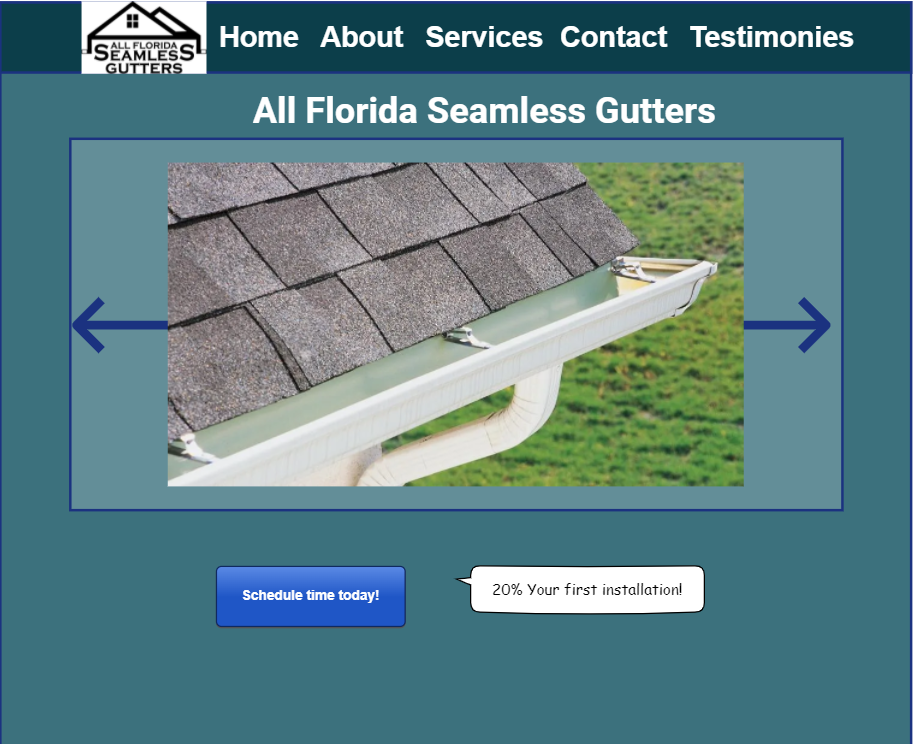 ALL FLORIDA
SEAMLESS
GUTTERS
Home About Services Contact Testimonies
All Florida Seamless Gutters
Schedule time today!
20% Your first installation!